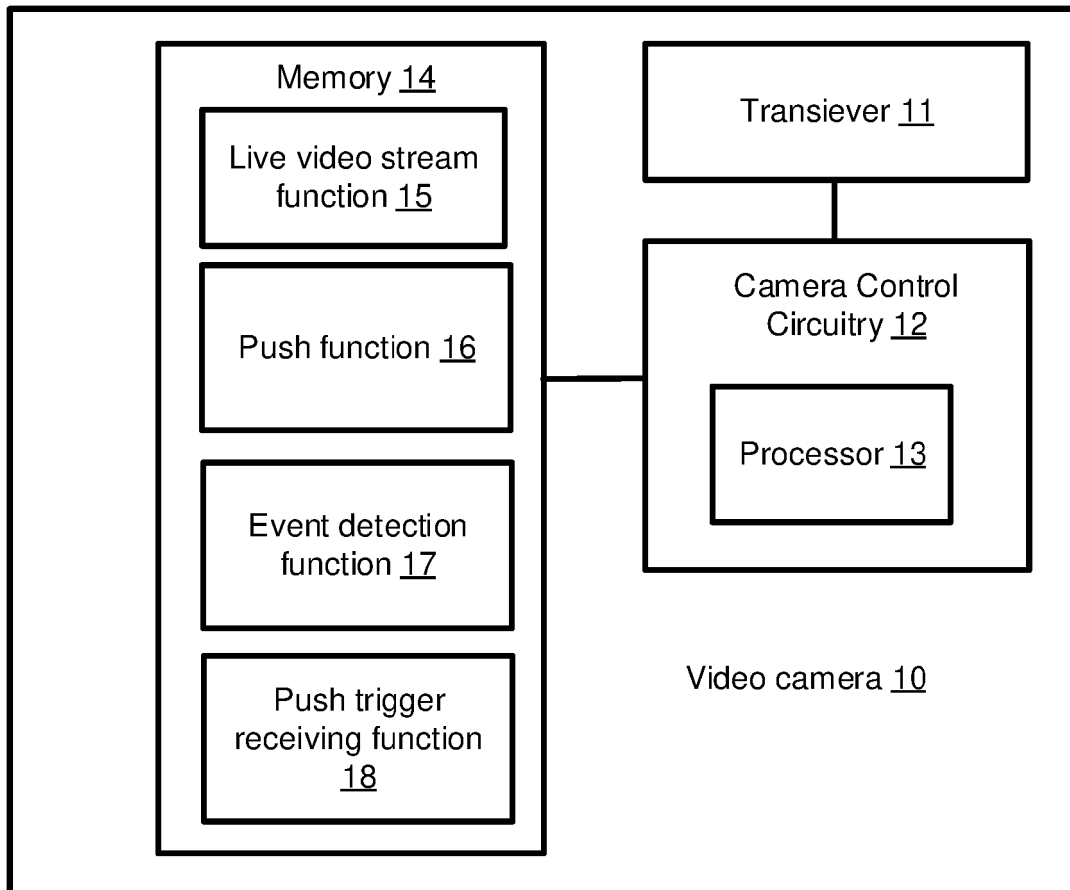 Memory 14
Live video stream
function 15
Push function 16
Event detection
function 17
Push trigger
receiving function
18
Transiever 11
Camera Control
Circuitry 12
Processor 13
Video camera 10